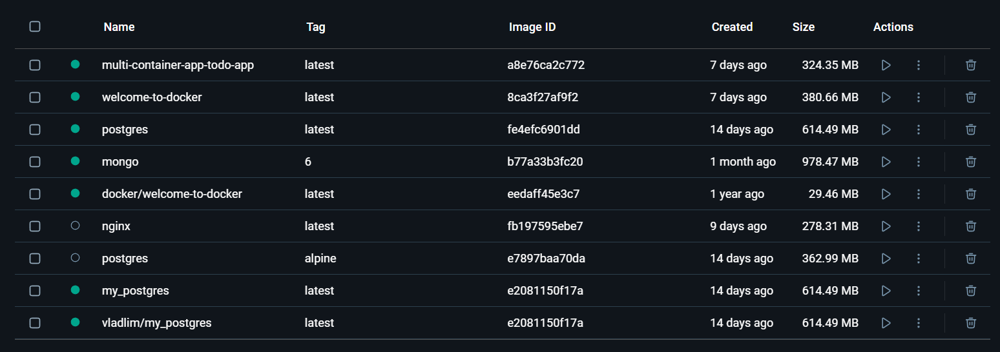 Name Tag Image ID Created Size Actions
multi-container-app-todo-app latest a8e76ca2c772 7 days ago 324.35 MB
welcome-to-docker latest 8ca3f27af9f2 7 days ago 380.66 MB
postgres latest fe4efc6901dd 14 days ago 614.49 MB
mongo 6 b77a33b3fc20 1 month ago 978.47 MB
docker/welcome-to-docker latest eedaff45e3c7 1 year ago 29.46 MB
nginx latest fb197595ebe7 9 days ago 278.31 MB
postgres alpine e7897baa70da 14 days ago 362.99 MB
my_postgres latest e2081150f17a 14 days ago 614.49 MB
vladlim/my_postgres latest e2081150f17a 14 days ago 614.49 MB